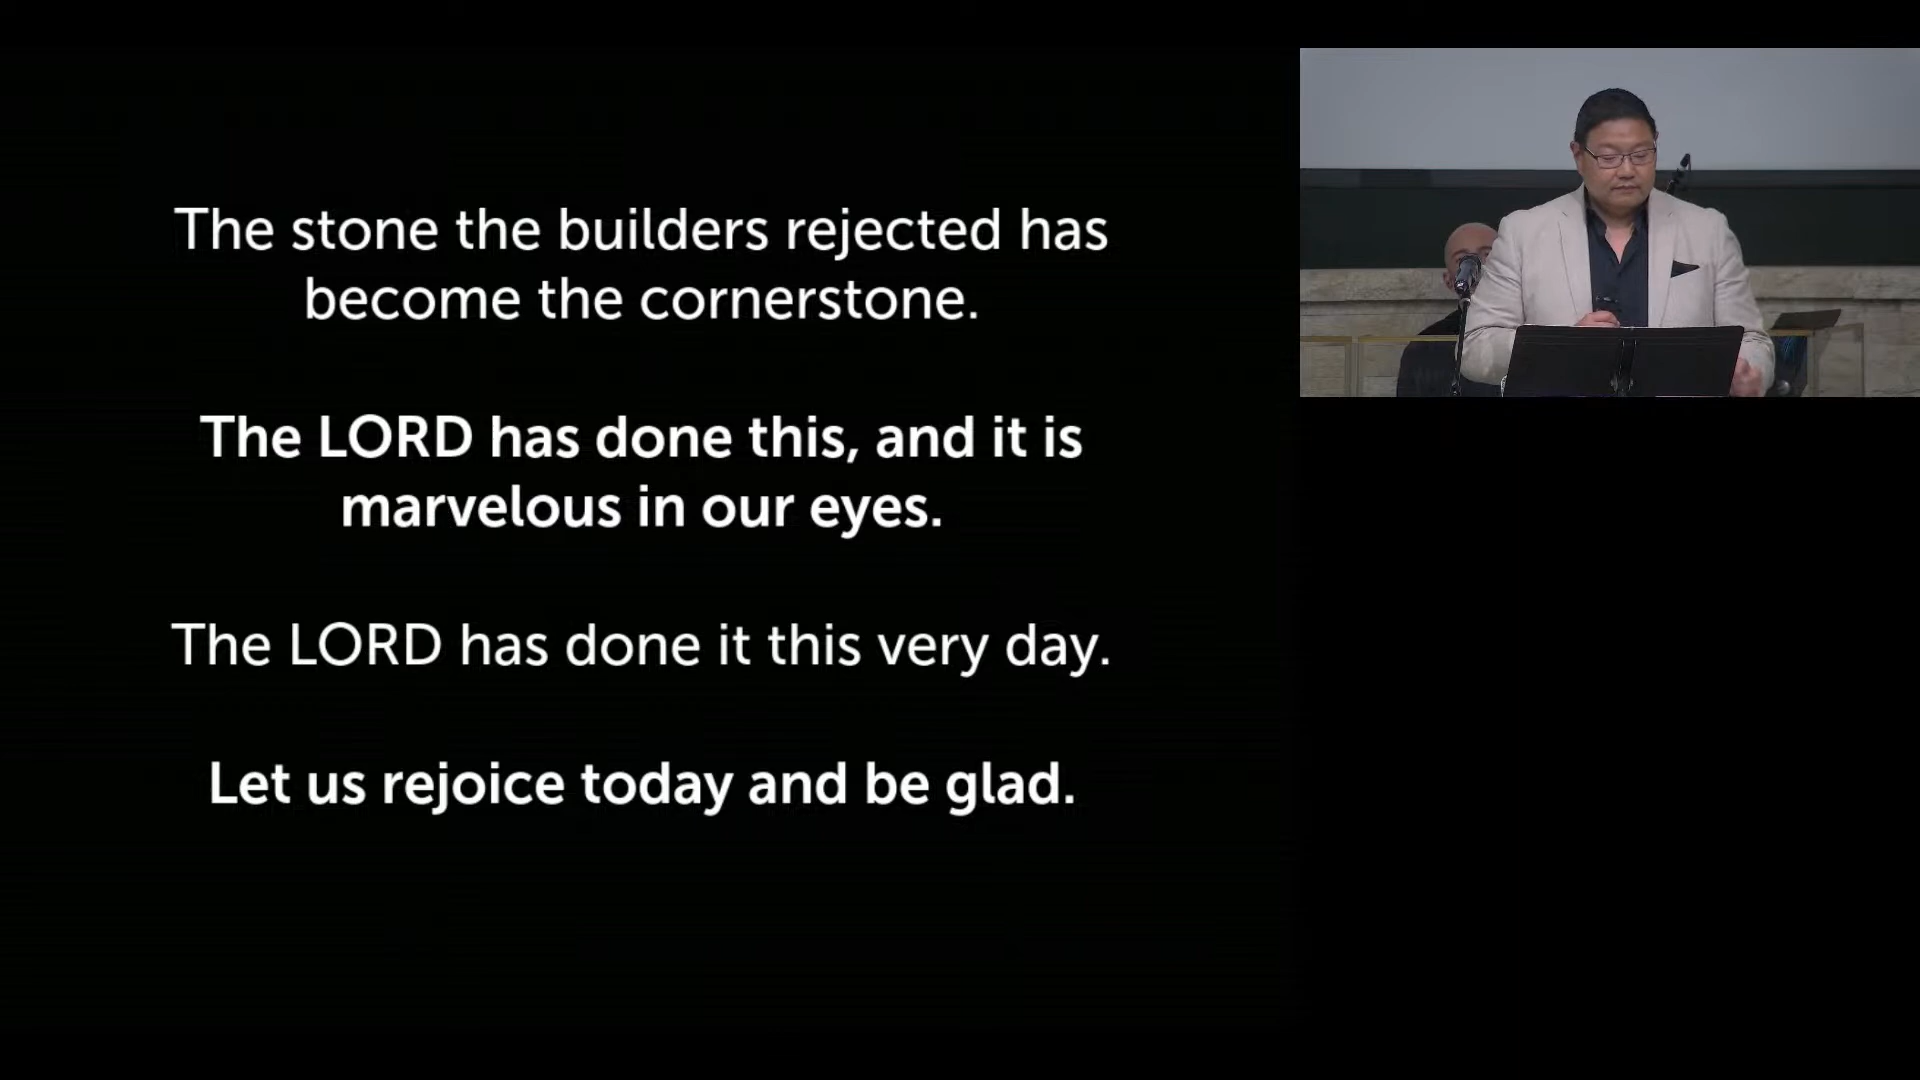 The stone the builders rejected has
become the cornerstone.
The LORD has done this, and it is
marvelous in our eyes.
The LORD has done it this very day.
Let us rejoice today and be glad.